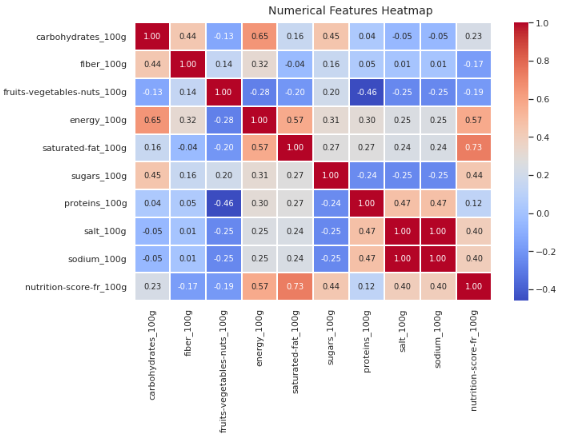 Numerical Features Heatmap
carbohydrates_100g 1.00 0.44 -0.13 0.65 0.16 0.45 0.04 -0.05 -0.05 0.23
fiber_100g 0.44 1.00 0.14 0.32 -0.04 0.16 0.05 0.01 0.01 -0.17
fruits-vegetables-nuts_100g -0.13 0.14 1.00 -0.28 -0.20 0.20 -0.46 -0.25 -0.25 -0.19
energy_100g 0.65 0.32 -0.28 1.00 0.57 0.31 0.30 0.25 0.25 0.57
saturated-fat_100g 0.16 -0.04 -0.20 0.57 1.00 0.27 0.27 0.24 0.24 0.73
sugars_100g 0.45 0.16 0.20 0.31 0.27 1.00 -0.24 -0.25 -0.25 0.44
proteins_100g 0.04 0.05 -0.46 0.30 0.27 -0.24 1.00 0.47 0.47 0.12
salt_100g -0.05 0.01 -0.25 0.25 0.24 -0.25 0.47 1.00 1.00 0.40
sodium_100g -0.05 0.01 -0.25 0.25 0.24 -0.25 0.47 1.00 1.00 0.40
nutrition-score-fr_100g 0.23 -0.17 -0.19 0.57 0.73 0.44 0.12 0.40 0.40 1.00
carbohydrates_100g
fiber_100g
fruits-vegetables-nuts_100g
energy_100g
saturated-fat_100g
sugars_100g
proteins_100g
salt_100g
sodium_100g
nutrition-score-fr_100g
1.0
0.8
0.6
0.4
0.2
0.0
−0.2
−0.4